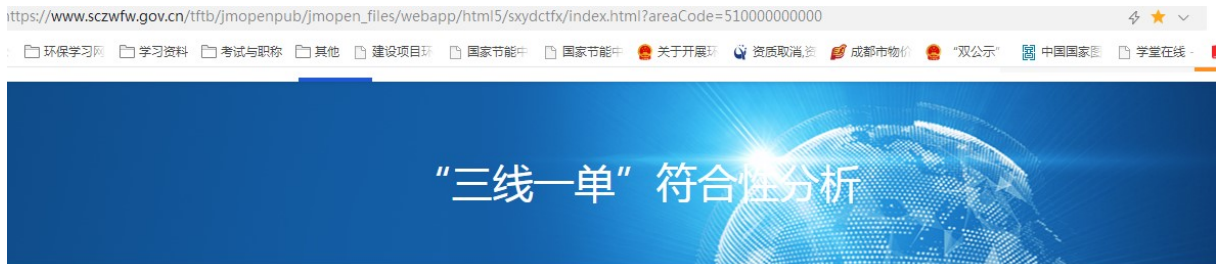 ttps://www.sczwfw.gov.cn/tftb/jmopenpub/jmopen_files/webapp/html5/sxydctfx/index.html?areaCode=510000000000
环保学习网 学习资料 考试与职称 其他 建设项目环 国家节能中 国家节能中 关于开展环 资质取消,资 成都市物价 “双公示” 中国国家图 学堂在线 -
“三线一单”符合性分析